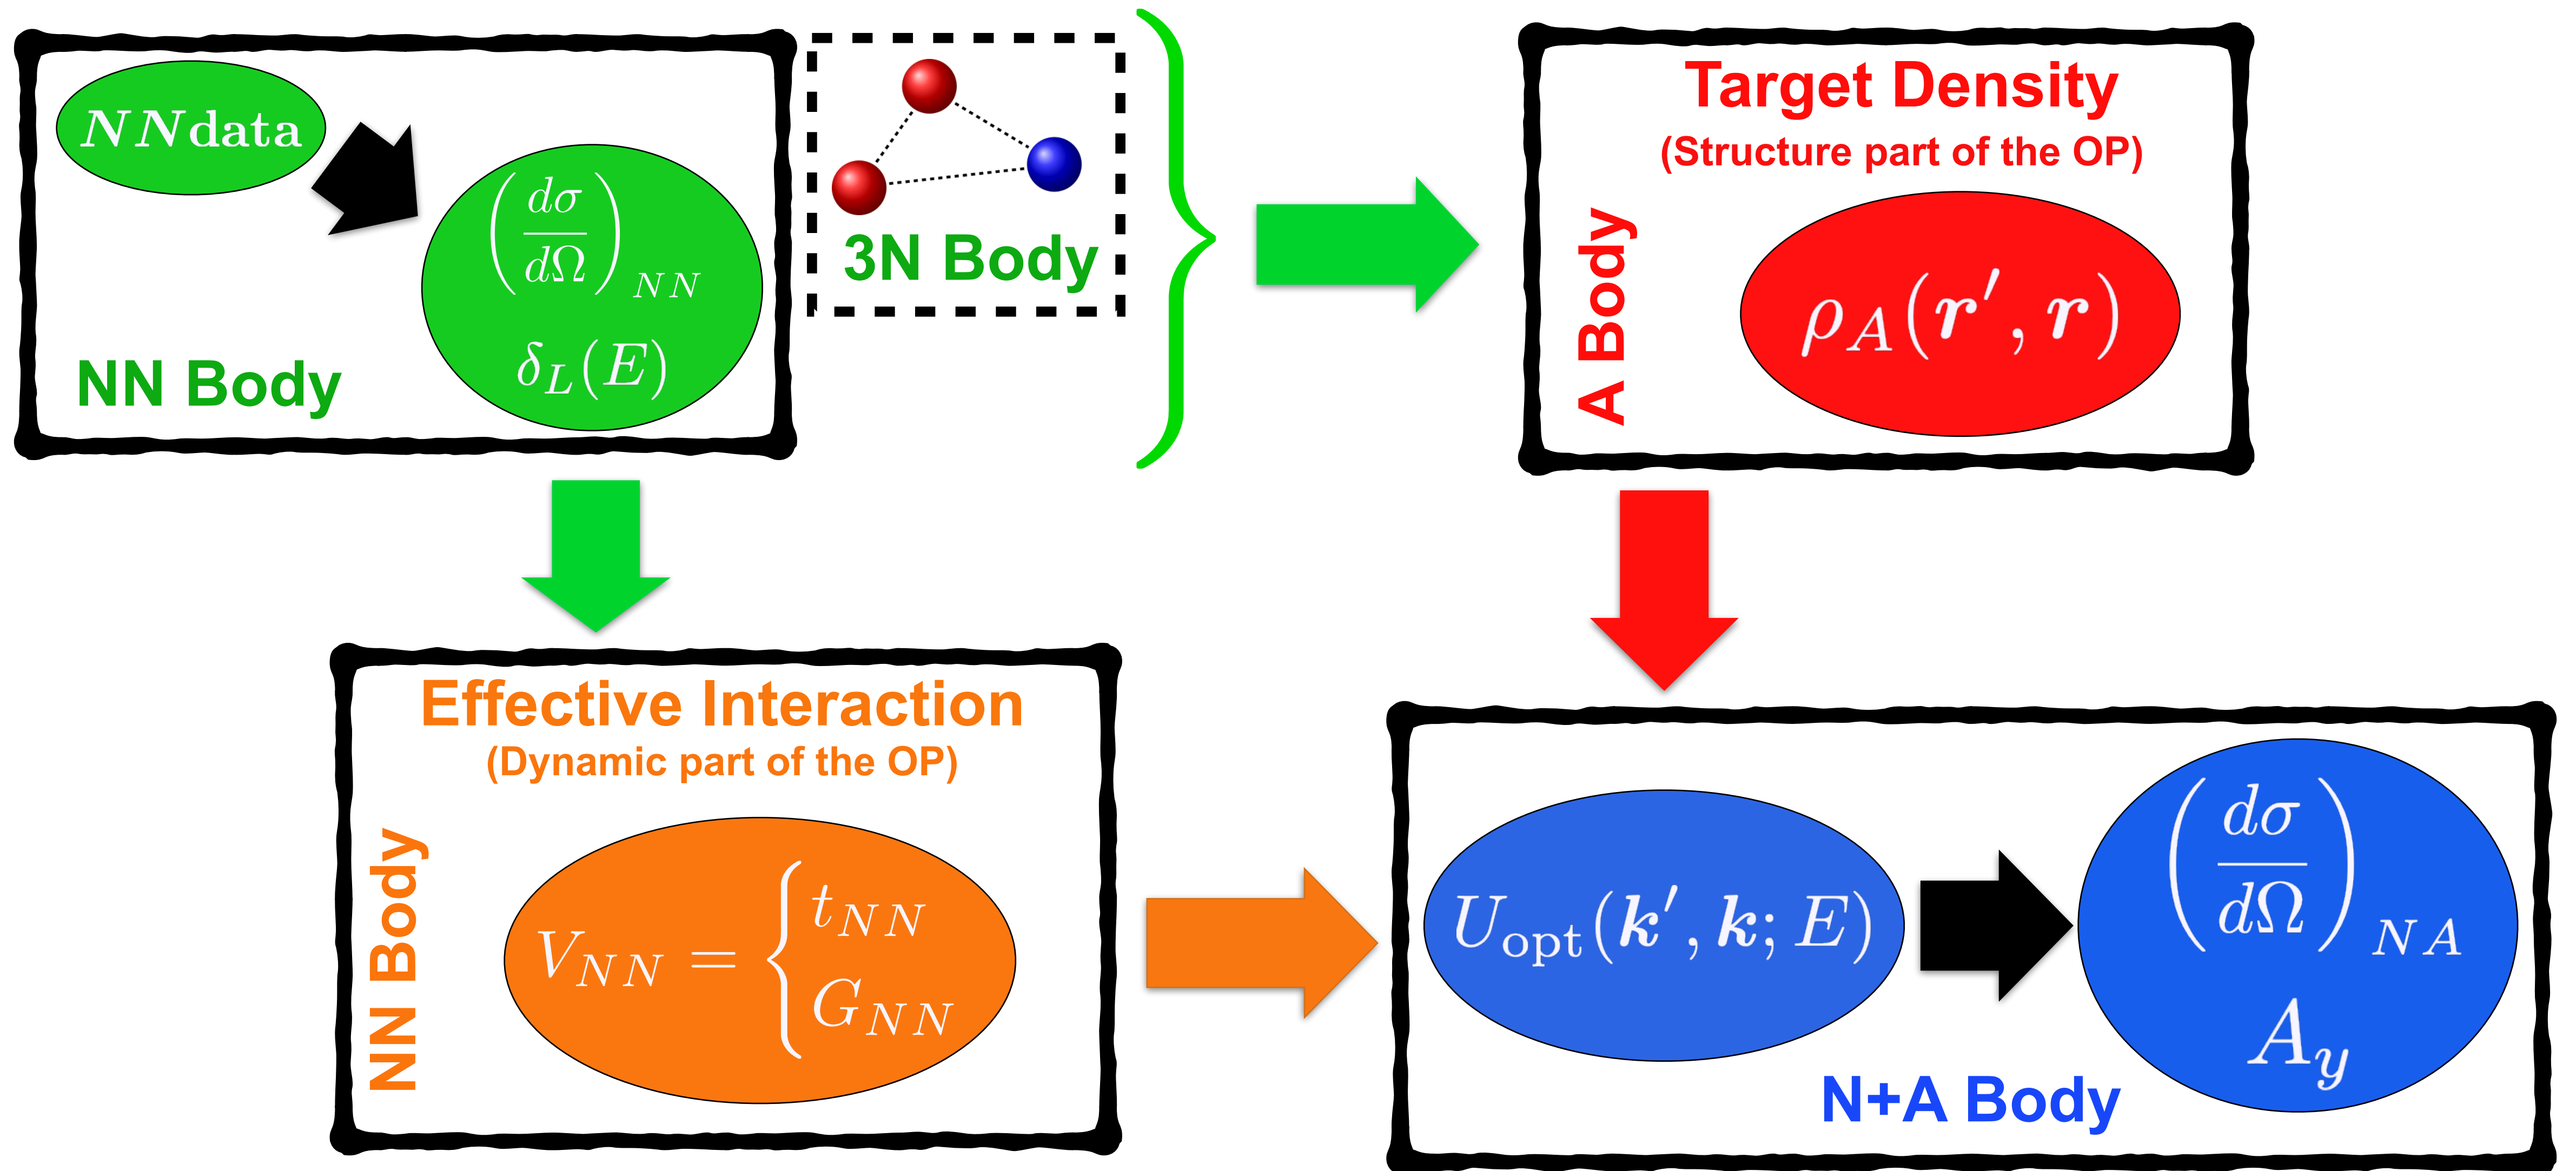 NNdata
(dσ/dΩ)_NN
δ_L(E)
NN Body
3N Body
Target Density
(Structure part of the OP)
A Body
ρ_A(r′, r)
Effective Interaction
(Dynamic part of the OP)
NN Body
V_NN = { t_NN
G_NN
U_opt(k′, k; E)
(dσ/dΩ)_NA
A_y
N+A Body